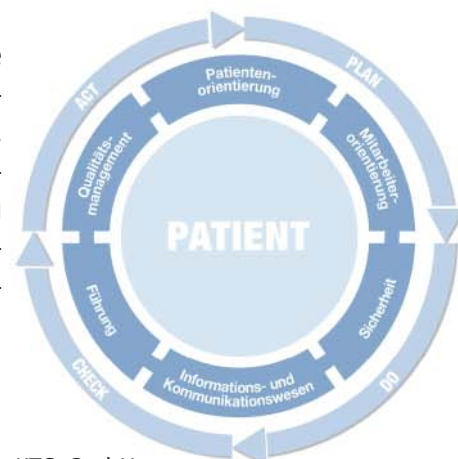 PLAN
DO
CHECK
ACT
Patienten-
orientierung
Mitarbeiter-
orientierung
Sicherheit
Informations- und
Kommunikationswesen
Führung
Qualitäts-
management
PATIENT